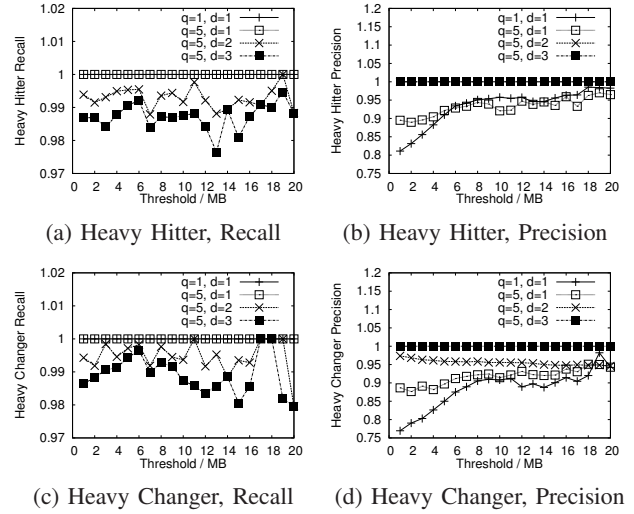 1.02
1.01
1
0.99
0.98
0.97
0 2 4 6 8 10 12 14 16 18 20
Heavy Hitter Recall
Threshold / MB
q=1, d=1
q=5, d=1
q=5, d=2
q=5, d=3
(a) Heavy Hitter, Recall
1.2
1.15
1.1
1.05
1
0.95
0.9
0.85
0.8
0.75
0 2 4 6 8 10 12 14 16 18 20
Heavy Hitter Precision
Threshold / MB
q=1, d=1
q=5, d=1
q=5, d=2
q=5, d=3
(b) Heavy Hitter, Precision
1.02
1.01
1
0.99
0.98
0.97
0 2 4 6 8 10 12 14 16 18 20
Heavy Changer Recall
Threshold / MB
q=1, d=1
q=5, d=1
q=5, d=2
q=5, d=3
(c) Heavy Changer, Recall
1.2
1.15
1.1
1.05
1
0.95
0.9
0.85
0.8
0.75
0 2 4 6 8 10 12 14 16 18 20
Heavy Changer Precision
Threshold / MB
q=1, d=1
q=5, d=1
q=5, d=2
q=5, d=3
(d) Heavy Changer, Precision